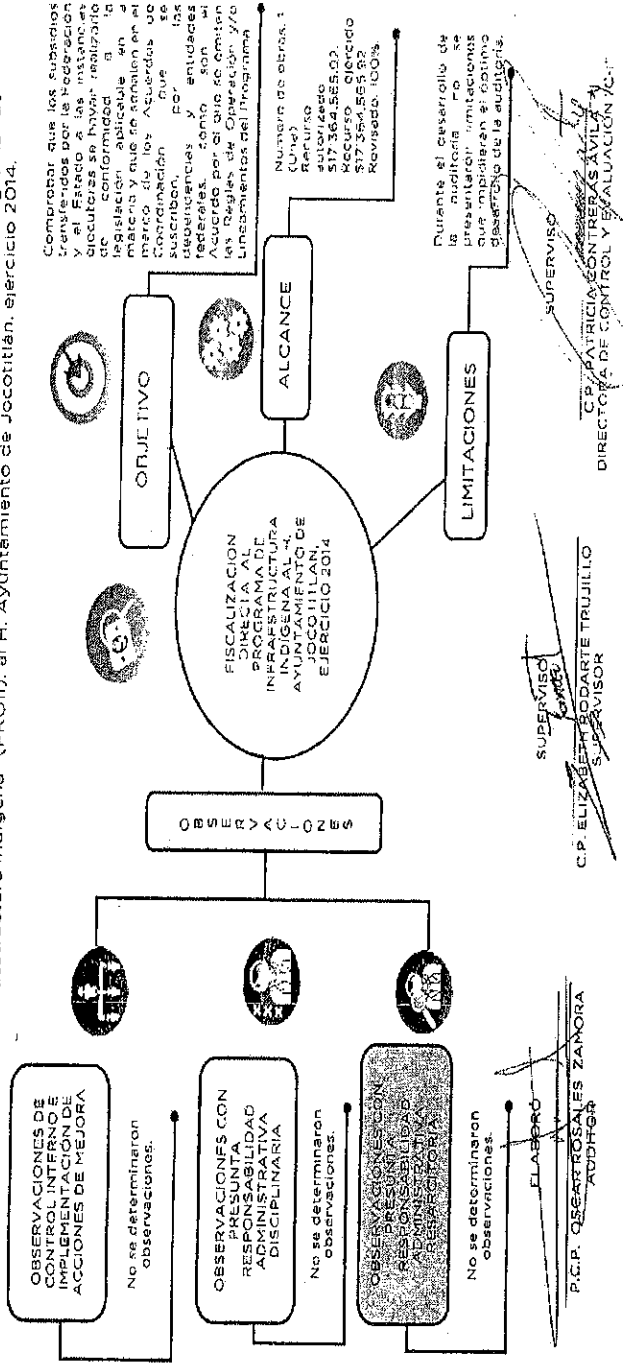 (PROII), al H. Ayuntamiento de Jocotitlán, ejercicio 2014.
OBSERVACIONES DE
CONTROL INTERNO E
IMPLEMENTACIÓN DE
ACCIONES DE MEJORA
No se determinaron
observaciones.
OBSERVACIONES CON
PRESUNTA
RESPONSABILIDAD
ADMINISTRATIVA
DISCIPLINARIA
No se determinaron
observaciones.
OBSERVACIONES CON
PRESUNTA
RESPONSABILIDAD
ADMINISTRATIVA
RESARCITORIA
No se determinaron
observaciones.
OBSERVACIONES
FISCALIZACION
DIRECTA AL
PROGRAMA DE
INFRAESTRUCTURA
INDÍGENA AL H.
AYUNTAMIENTO DE
JOCOTITLAN,
EJERCICIO 2014
OBJETIVO
Comprobar que los subsidios
transferidos por la Federación
y el Estado a las instancias
ejecutoras se hayan realizado
de conformidad a la
legislación aplicable en la
materia y que se señalen en el
marco de los Acuerdos de
Coordinación que se
suscriban, por las
dependencias y entidades
federales, como son el
Acuerdo por el que se emiten
las Reglas de Operación y/o
Lineamientos del Programa
ALCANCE
Número de obras: 1
(Una)
Recurso
autorizado
$17'364,565.92
Recurso ejercido
$17'364,565.92
Revisado: 100%.
LIMITACIONES
Durante el desarrollo de
la auditoría no se
presentaron limitaciones
que impidieran el óptimo
desarrollo de la auditoría.
ELABORÓ
P.C.P. OSCAR ROSALES ZAMORA
AUDITOR
SUPERVISÓ
C.P. ELIZABETH RODARTE TRUJILLO
SUPERVISOR
SUPERVISÓ
C.P. PATRICIA CONTRERAS ÁVILA
DIRECTORA DE CONTROL Y EVALUACIÓN